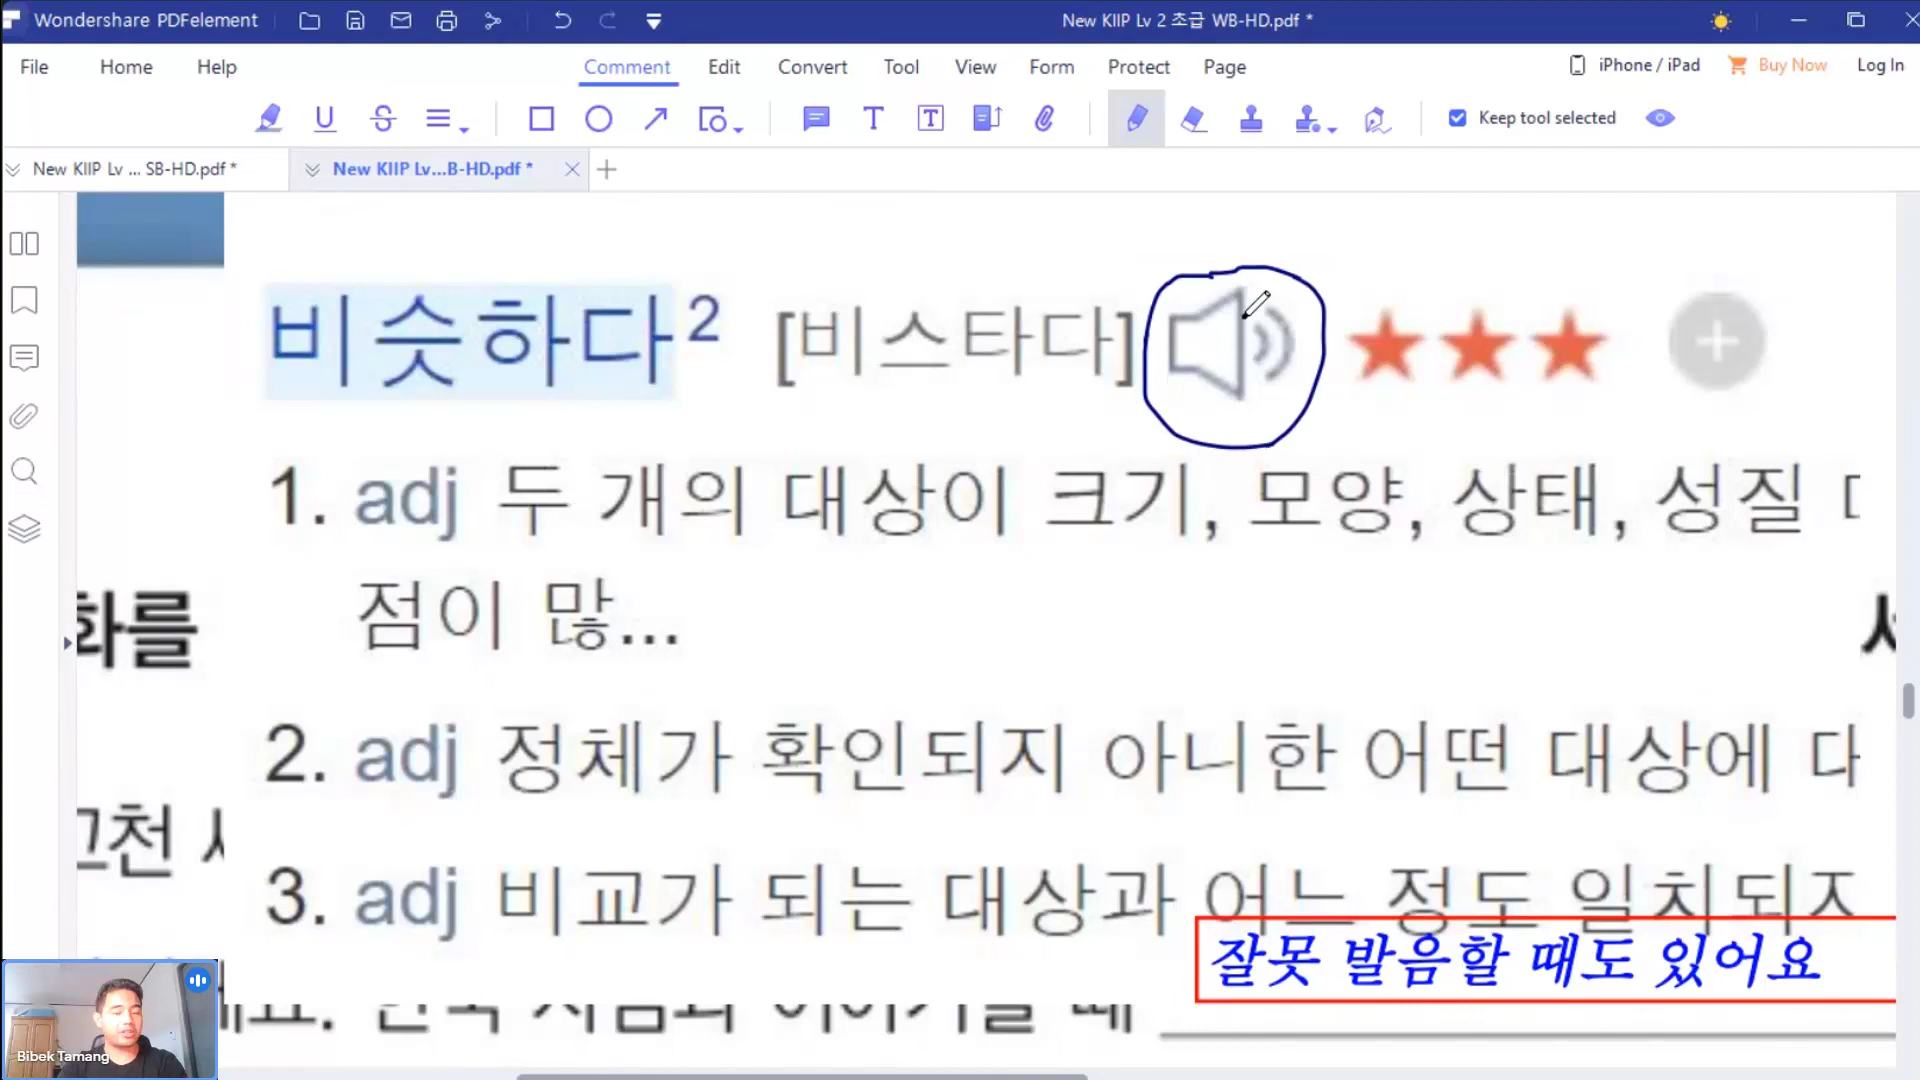 Wondershare PDFelement
New KIIP Lv 2 초급 WB-HD.pdf *
File Home Help Comment Edit Convert Tool View Form Protect Page iPhone / iPad Buy Now Log In
Keep tool selected
New KIIP Lv ... SB-HD.pdf * New KIIP Lv...B-HD.pdf *
비슷하다² [비스타다]
1. adj 두 개의 대상이 크기, 모양, 상태, 성질
점이 많...
화를
2. adj 정체가 확인되지 아니한 어떤 대상에
천
3. adj 비교가 되는 대상과 어느 정도 일치되지
잘못 발음할 때도 있어요
Bibek Tamang